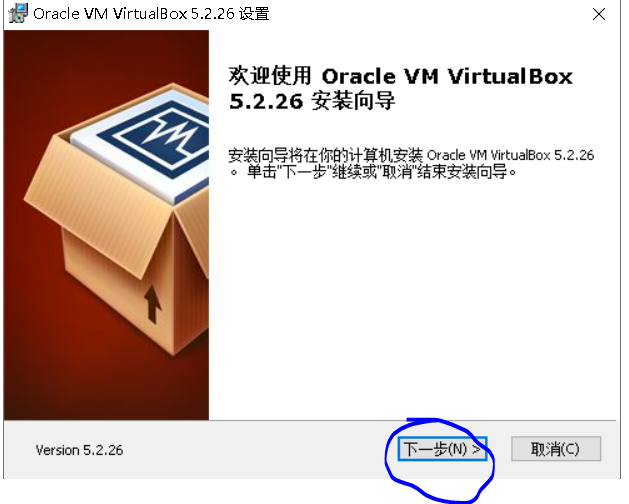 Oracle VM VirtualBox 5.2.26 设置
欢迎使用 Oracle VM VirtualBox
5.2.26 安装向导
安装向导将在你的计算机安装 Oracle VM VirtualBox 5.2.26
。 单击"下一步"继续或"取消"结束安装向导。
Version 5.2.26
下一步(N) >
取消(C)